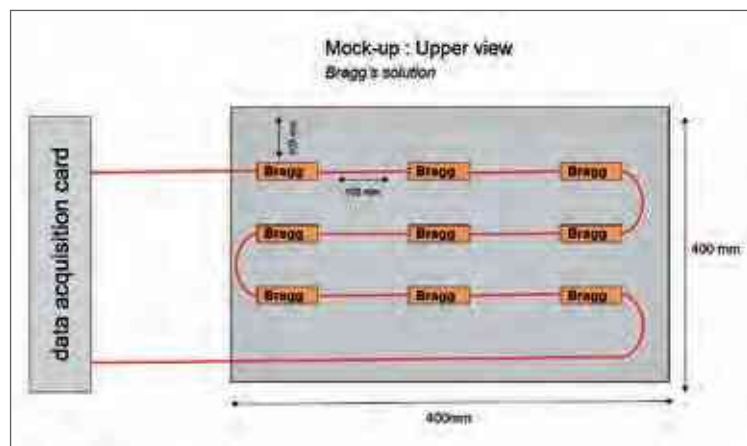 Mock-up : Upper view
Bragg's solution
data acquisition card
Bragg
Bragg
Bragg
Bragg
Bragg
Bragg
Bragg
Bragg
Bragg
400 mm
400mm